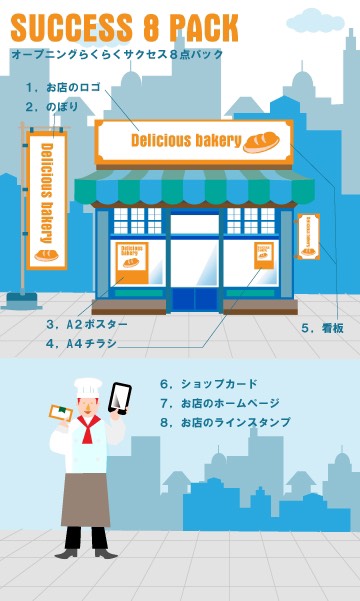 SUCCESS 8 PACK
オープニングらくらくサクセス８点パック
1．お店のロゴ
2．のぼり
Delicious bakery
Delicious bakery
Delicious
bakery
3．A2ポスター
4．A4チラシ
5．看板
6．ショップカード
7．お店のホームページ
8．お店のラインスタンプ